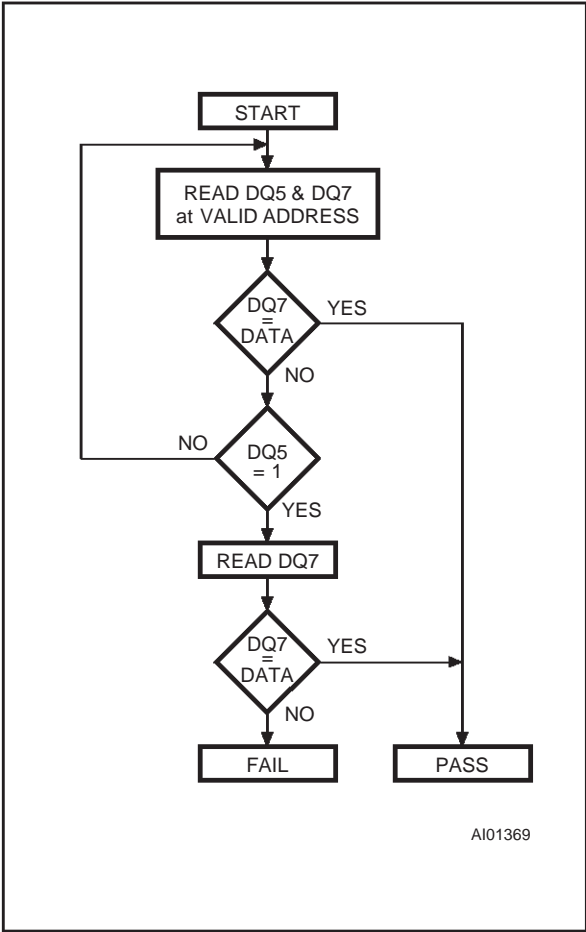 START
READ DQ5 & DQ7
at VALID ADDRESS
DQ7
=
DATA
YES
NO
NO
DQ5
= 1
YES
READ DQ7
DQ7
=
DATA
YES
NO
FAIL
PASS
AI01369